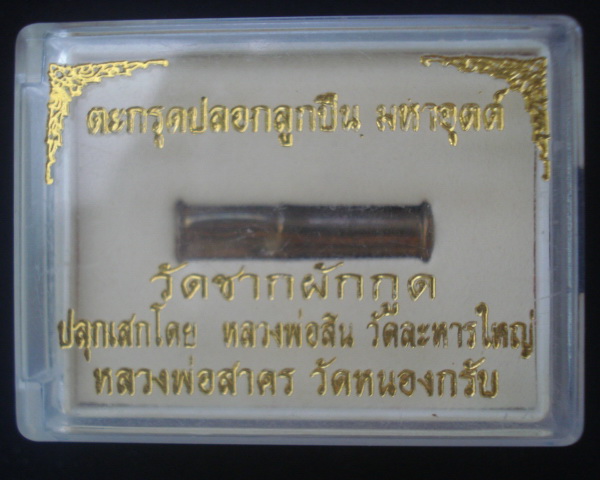 ตะกรุดปลอกลูกปืน มหาอุตต์
วัดชากผักกูด
ปลุกเสกโดย หลวงพ่อสิน วัดละหารใหญ่
หลวงพ่อสาคร วัดหนองกรับ